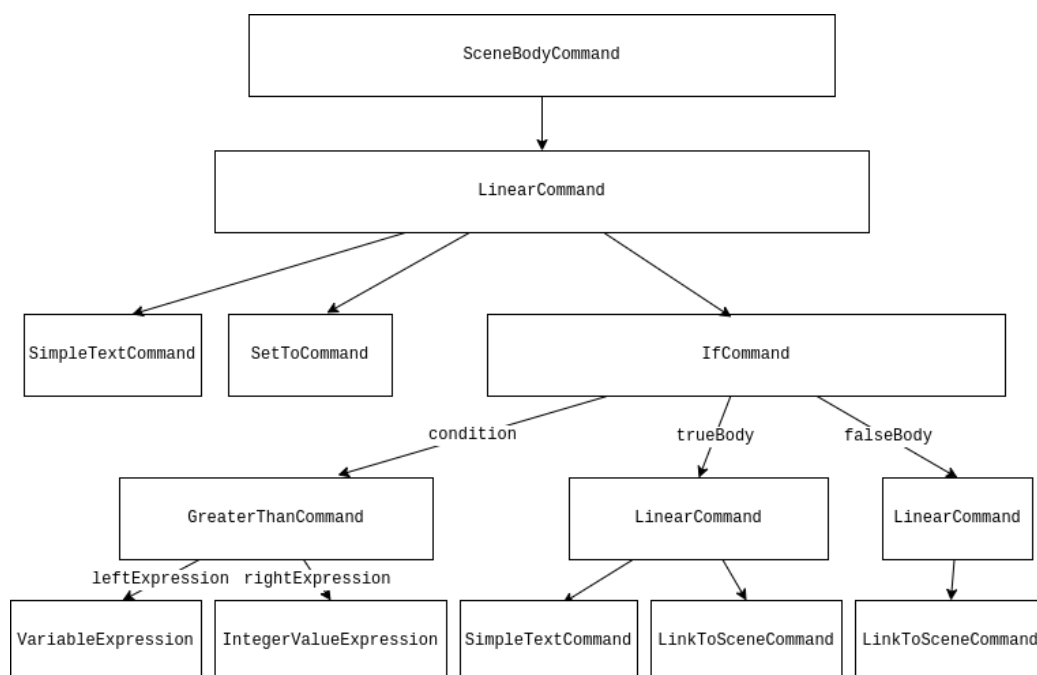 SceneBodyCommand
LinearCommand
SimpleTextCommand
SetToCommand
IfCommand
condition
trueBody
falseBody
GreaterThanCommand
LinearCommand
LinearCommand
leftExpression
rightExpression
VariableExpression
IntegerValueExpression
SimpleTextCommand
LinkToSceneCommand
LinkToSceneCommand